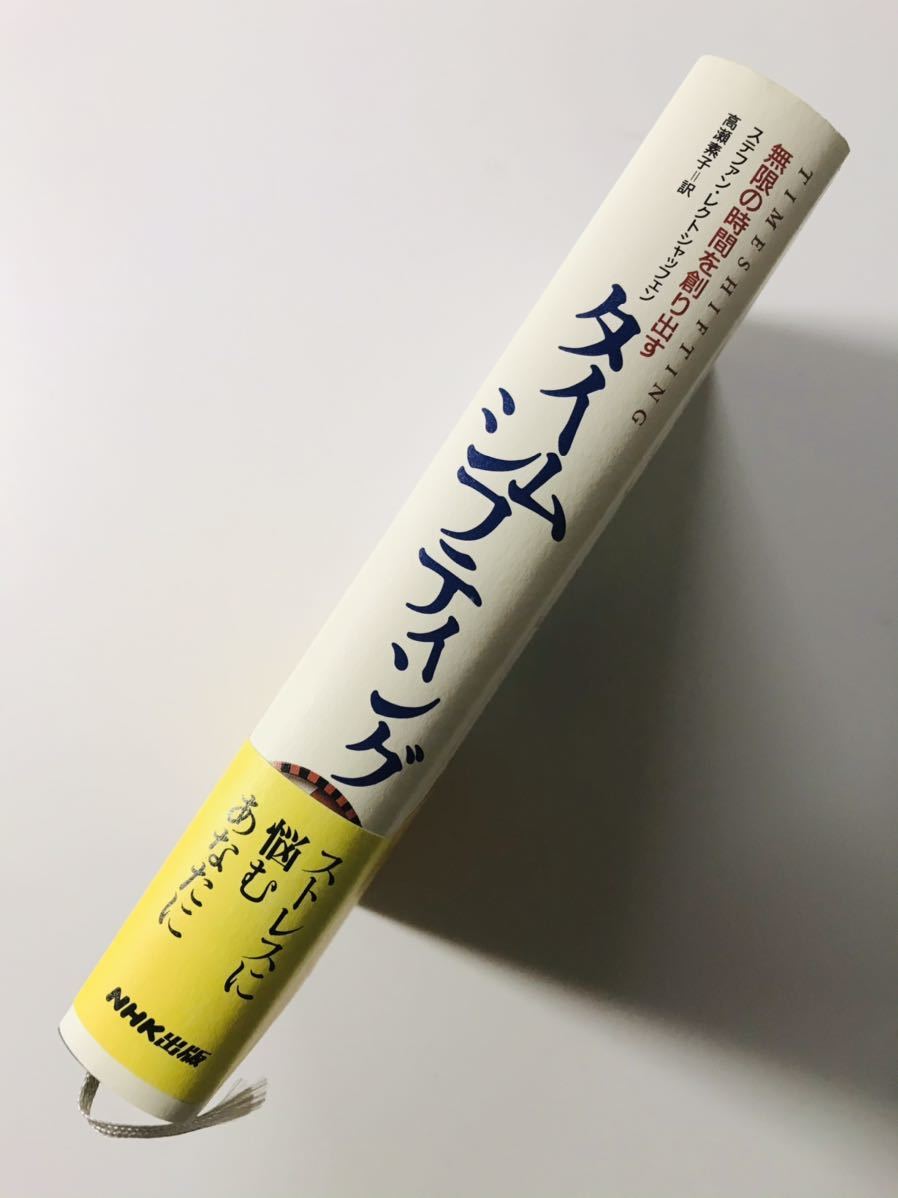 TIMESHIFTING
無限の時間を創り出す
ステファン・レクトシャッフェン
高瀬素子=訳
タイム
シフティング
ストレスに
悩む
あなたに
NHK出版